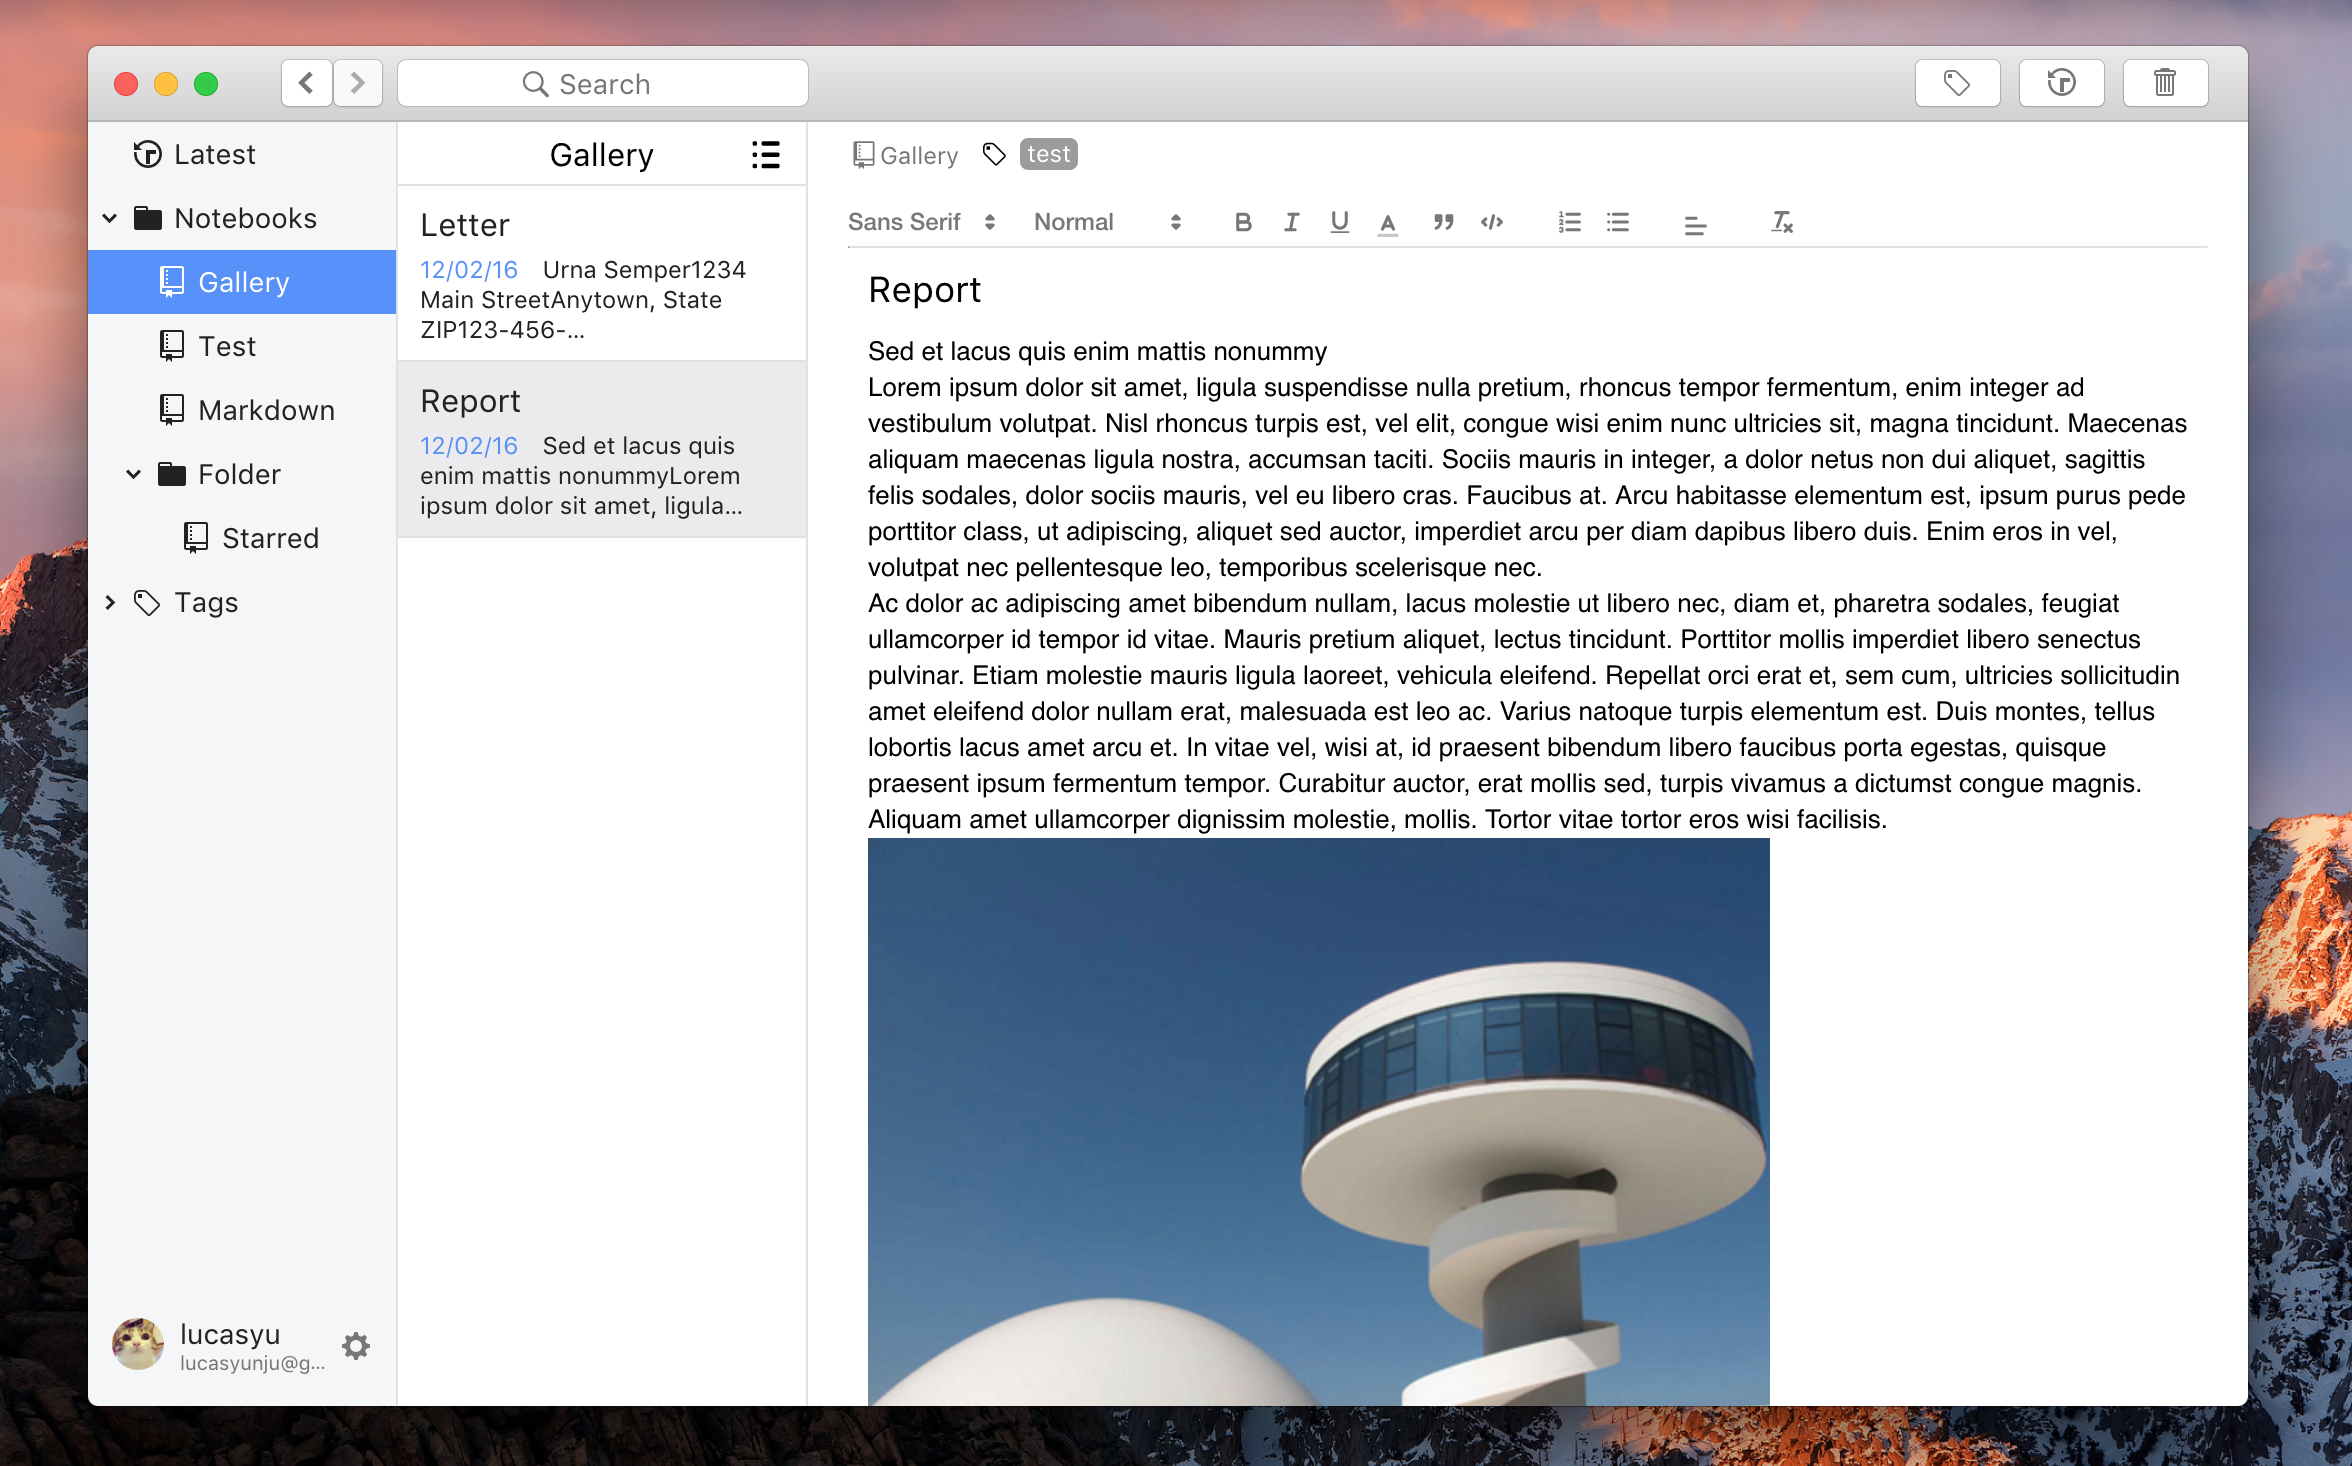 Search
Latest
Notebooks
Gallery
Test
Markdown
Folder
Starred
Tags
lucasyu
lucasyunju@g...
Gallery
Letter
12/02/16 Urna Semper1234
Main StreetAnytown, State
ZIP123-456-...
Report
12/02/16 Sed et lacus quis
enim mattis nonummyLorem
ipsum dolor sit amet, ligula...
Gallery test
Sans Serif Normal
Report
Sed et lacus quis enim mattis nonummy
Lorem ipsum dolor sit amet, ligula suspendisse nulla pretium, rhoncus tempor fermentum, enim integer ad
vestibulum volutpat. Nisl rhoncus turpis est, vel elit, congue wisi enim nunc ultricies sit, magna tincidunt. Maecenas
aliquam maecenas ligula nostra, accumsan taciti. Sociis mauris in integer, a dolor netus non dui aliquet, sagittis
felis sodales, dolor sociis mauris, vel eu libero cras. Faucibus at. Arcu habitasse elementum est, ipsum purus pede
porttitor class, ut adipiscing, aliquet sed auctor, imperdiet arcu per diam dapibus libero duis. Enim eros in vel,
volutpat nec pellentesque leo, temporibus scelerisque nec.
Ac dolor ac adipiscing amet bibendum nullam, lacus molestie ut libero nec, diam et, pharetra sodales, feugiat
ullamcorper id tempor id vitae. Mauris pretium aliquet, lectus tincidunt. Porttitor mollis imperdiet libero senectus
pulvinar. Etiam molestie mauris ligula laoreet, vehicula eleifend. Repellat orci erat et, sem cum, ultricies sollicitudin
amet eleifend dolor nullam erat, malesuada est leo ac. Varius natoque turpis elementum est. Duis montes, tellus
lobortis lacus amet arcu et. In vitae vel, wisi at, id praesent bibendum libero faucibus porta egestas, quisque
praesent ipsum fermentum tempor. Curabitur auctor, erat mollis sed, turpis vivamus a dictumst congue magnis.
Aliquam amet ullamcorper dignissim molestie, mollis. Tortor vitae tortor eros wisi facilisis.